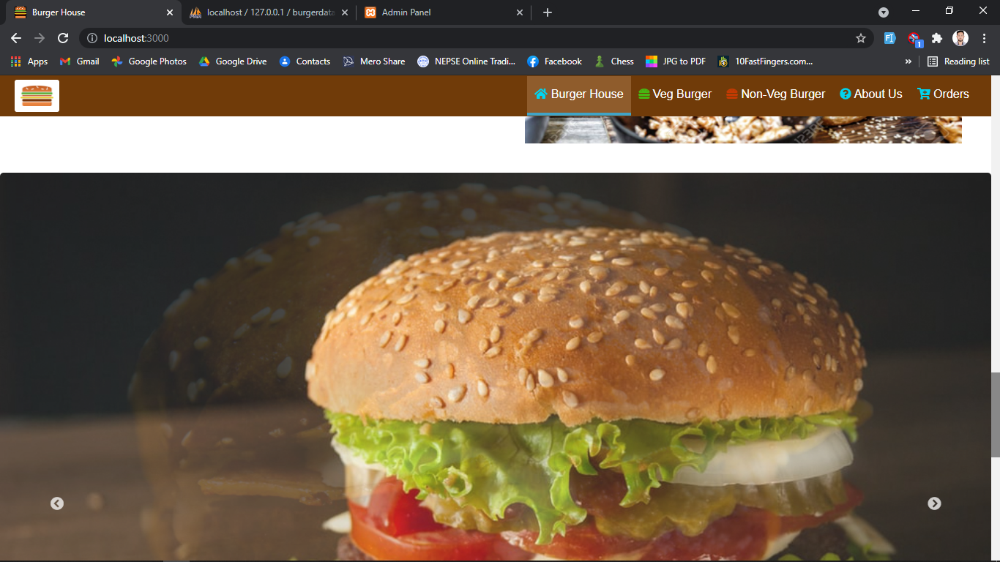 Burger House
localhost / 127.0.0.1 / burgerdata
Admin Panel
localhost:3000
Apps
Gmail
Google Photos
Google Drive
Contacts
Mero Share
NEPSE Online Tradi...
Facebook
Chess
JPG to PDF
10FastFingers.com...
»
Reading list
1
Burger House
Veg Burger
Non-Veg Burger
About Us
Orders